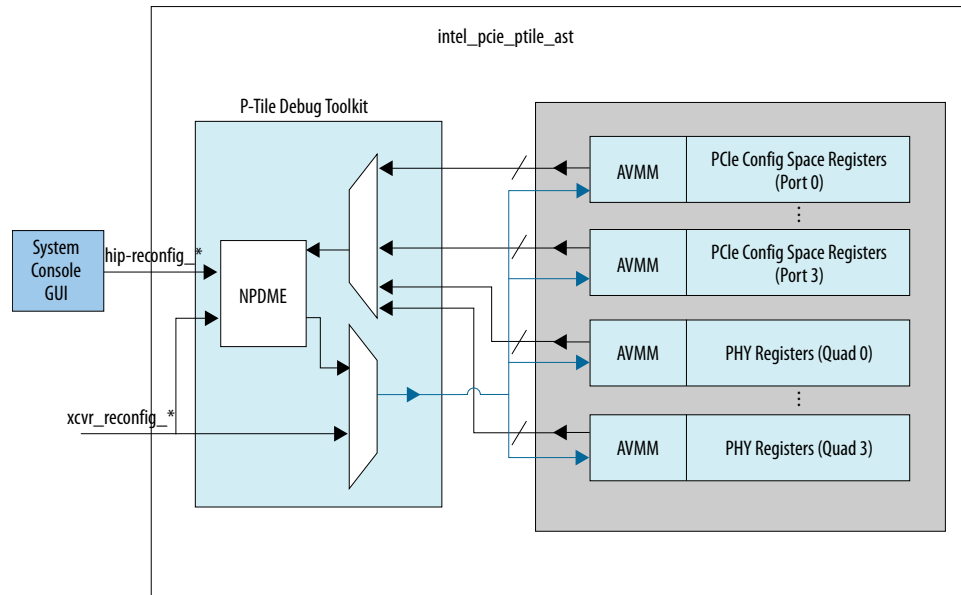 intel_pcie_ptile_ast
P-Tile Debug Toolkit
AVMM
PCIe Config Space Registers
(Port 0)
System
Console
GUI
hip-reconfig_*
NPDME
AVMM
PCIe Config Space Registers
(Port 3)
AVMM
PHY Registers (Quad 0)
xcvr_reconfig_*
AVMM
PHY Registers (Quad 3)